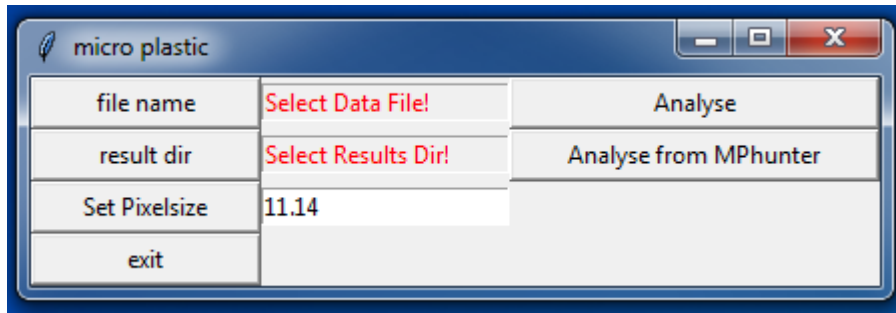 micro plastic
file name Select Data File! Analyse
result dir Select Results Dir! Analyse from MPhunter
Set Pixelsize 11.14
exit